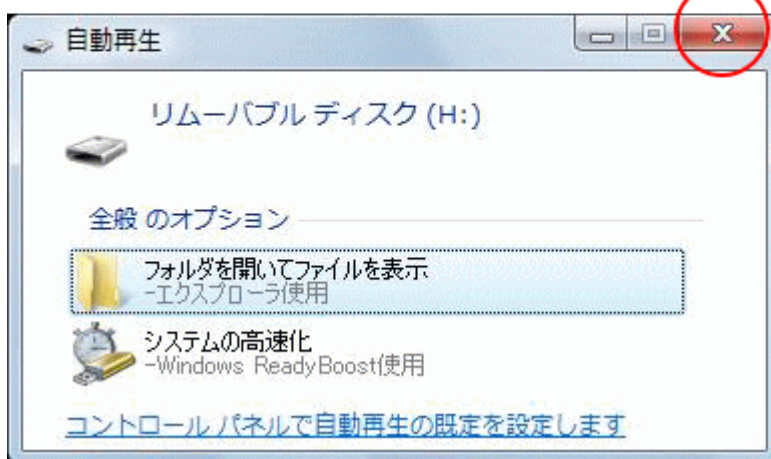 自動再生
リムーバブル ディスク (H:)
全般 のオプション
フォルダを開いてファイルを表示
-エクスプローラ使用
システムの高速化
-Windows ReadyBoost使用
コントロール パネルで自動再生の既定を設定します